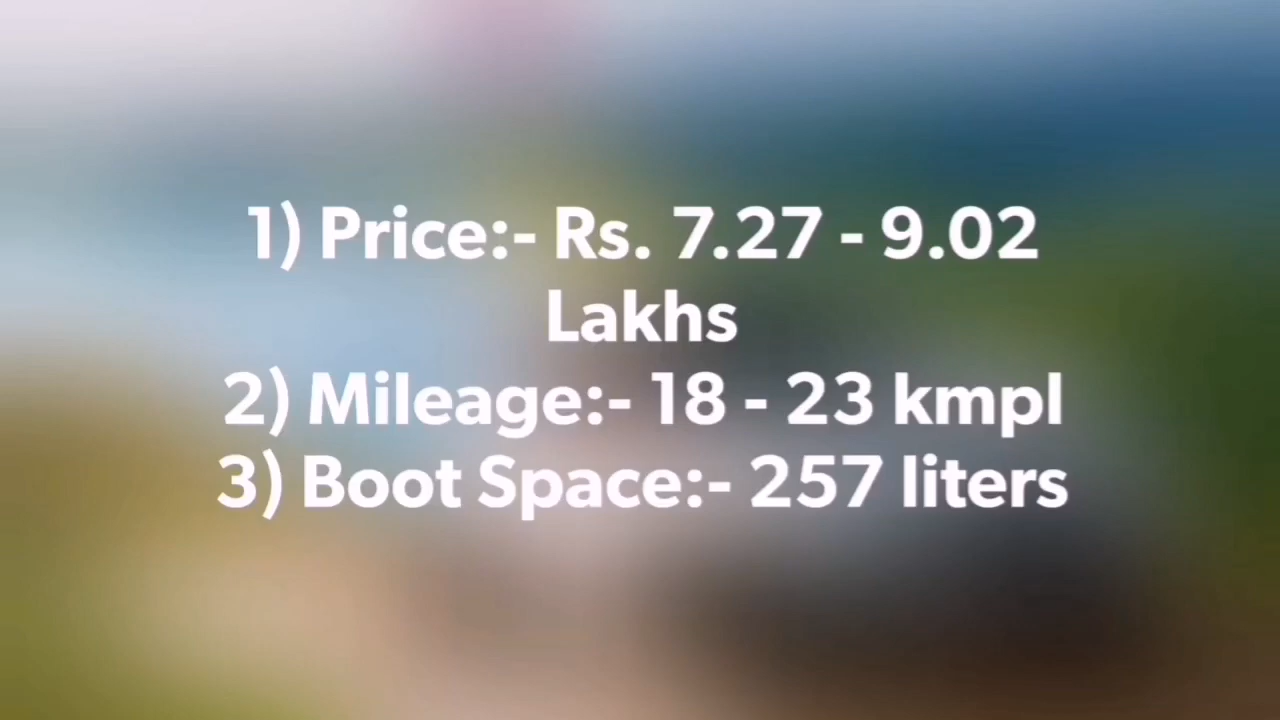 1) Price:- Rs. 7.27 - 9.02
Lakhs
2) Mileage:- 18 - 23 kmpl
3) Boot Space:- 257 liters